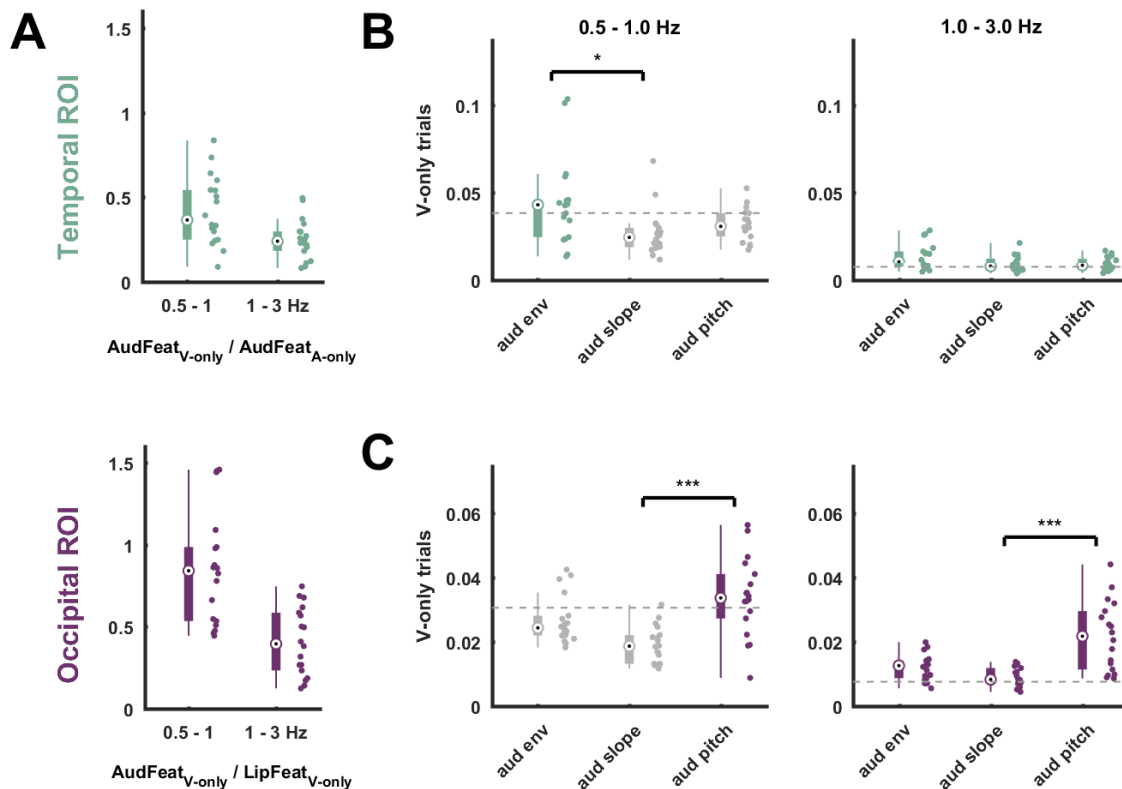 A
B
0.5 - 1.0 Hz
1.0 - 3.0 Hz
Temporal ROI
1.5
1
0.5
0
0.5 - 1
1 - 3 Hz
AudFeatV-only / AudFeatA-only
V-only trials
0.1
0.05
0
*
aud env
aud slope
aud pitch
0.1
0.05
0
aud env
aud slope
aud pitch
Occipital ROI
1.5
1
0.5
0
0.5 - 1
1 - 3 Hz
AudFeatV-only / LipFeatV-only
C
V-only trials
0.06
0.04
0.02
0
***
aud env
aud slope
aud pitch
0.06
0.04
0.02
0
***
aud env
aud slope
aud pitch